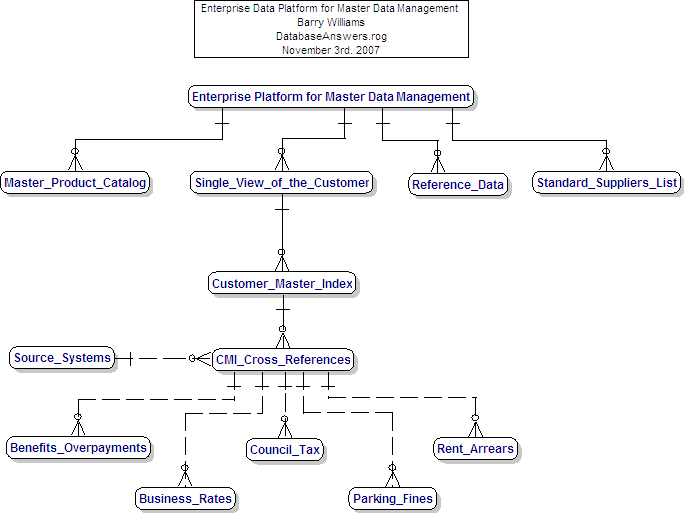 Enterprise Data Platform for Master Data Management
Barry Williams
DatabaseAnswers.rog
November 3rd. 2007
Enterprise Platform for Master Data Management
Master_Product_Catalog
Single_View_of_the_Customer
Reference_Data
Standard_Suppliers_List
Customer_Master_Index
Source_Systems
CMI_Cross_References
Benefits_Overpayments
Council_Tax
Rent_Arrears
Business_Rates
Parking_Fines